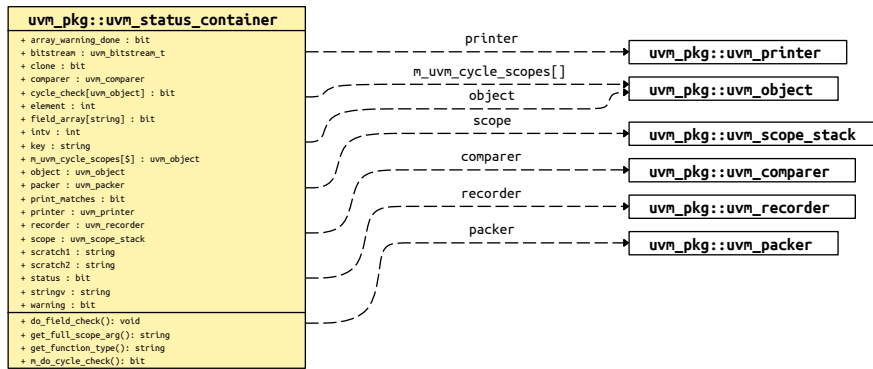 uvm_pkg::uvm_status_container
+ array_warning_done : bit
+ bitstream : uvm_bitstream_t
+ clone : bit
+ comparer : uvm_comparer
+ cycle_check[uvm_object] : bit
+ element : int
+ field_array[string] : bit
+ intv : int
+ key : string
+ m_uvm_cycle_scopes[$] : uvm_object
+ object : uvm_object
+ packer : uvm_packer
+ print_matches : bit
+ printer : uvm_printer
+ recorder : uvm_recorder
+ scope : uvm_scope_stack
+ scratch1 : string
+ scratch2 : string
+ status : bit
+ stringv : string
+ warning : bit
+ do_field_check(): void
+ get_full_scope_arg(): string
+ get_function_type(): string
+ m_do_cycle_check(): bit
printer
m_uvm_cycle_scopes[]
object
scope
comparer
recorder
packer
uvm_pkg::uvm_printer
uvm_pkg::uvm_object
uvm_pkg::uvm_scope_stack
uvm_pkg::uvm_comparer
uvm_pkg::uvm_recorder
uvm_pkg::uvm_packer